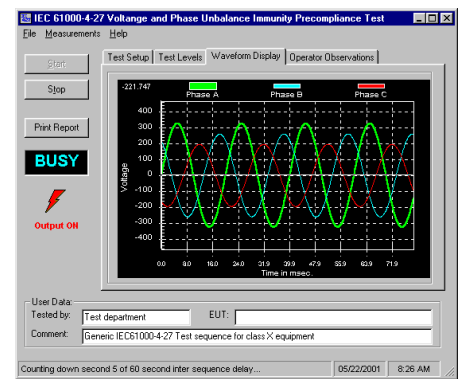 IEC 61000-4-27 Voltange and Phase Unbalance Immunity Precompliance Test
File Measurements Help
Start
Stop
Print Report
BUSY
Output ON
Test Setup Test Levels Waveform Display Operator Observations
-221.747
Phase A Phase B Phase C
Voltage
400
300
200
100
0
-100
-200
-300
-400
0.0 8.0 16.0 24.0 31.9 39.9 47.9 55.9 63.9 71.9
Time in msec.
User Data:
Tested by: Test department EUT:
Comment: Generic IEC61000-4-27 Test sequence for class X equipment
Counting down second 5 of 60 second inter sequence delay... 05/22/2001 8:26 AM